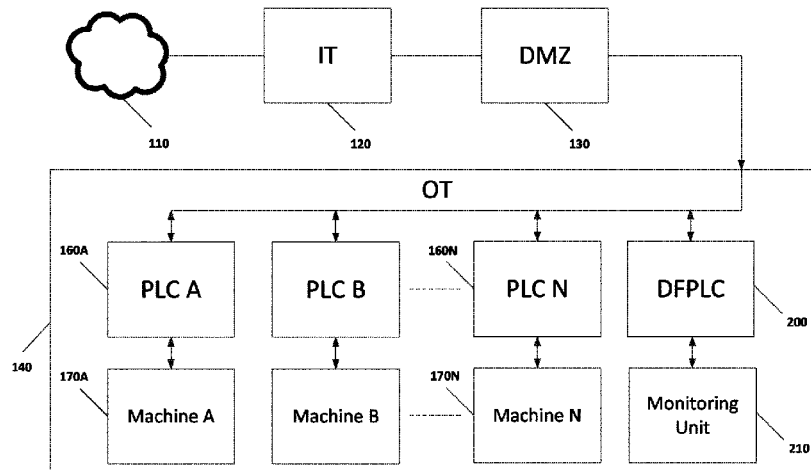 IT
DMZ
110
120
130
OT
160A
160N
PLC A
PLC B
PLC N
DFPLC
200
140
170A
170N
Machine A
Machine B
Machine N
Monitoring
Unit
210